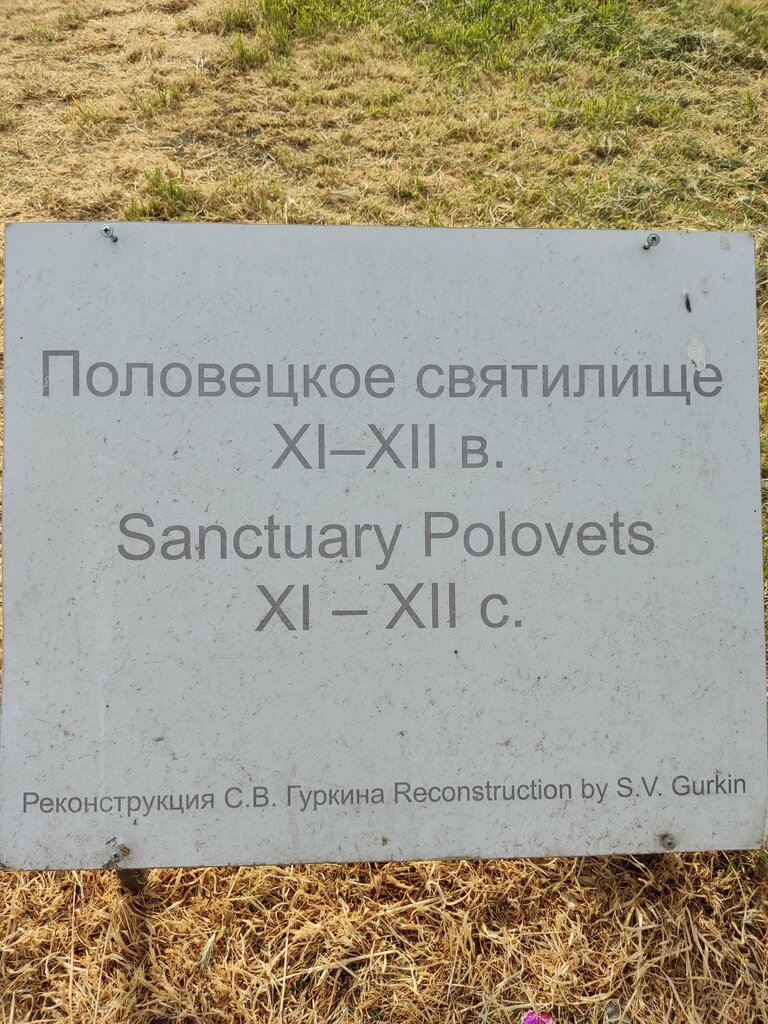 Половецкое святилище
XI–XII в.
Sanctuary Polovets
XI – XII c.
Реконструкция С.В. Гуркина Reconstruction by S.V. Gurkin